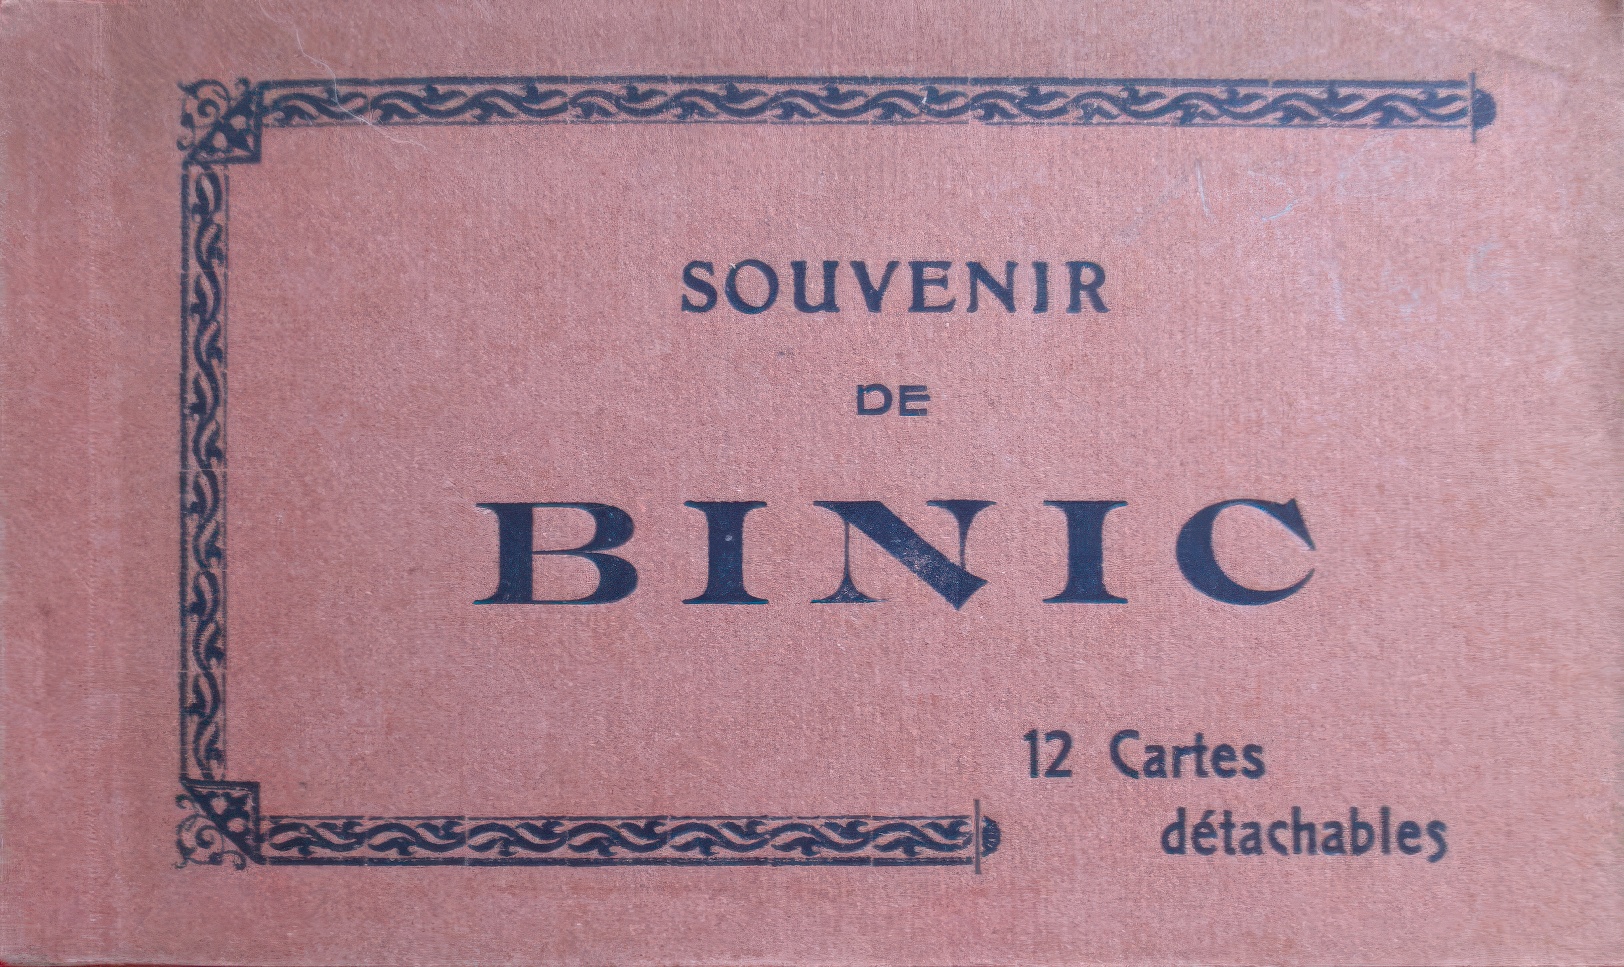 SOUVENIR
DE
BINIC
12 Cartes
détachables